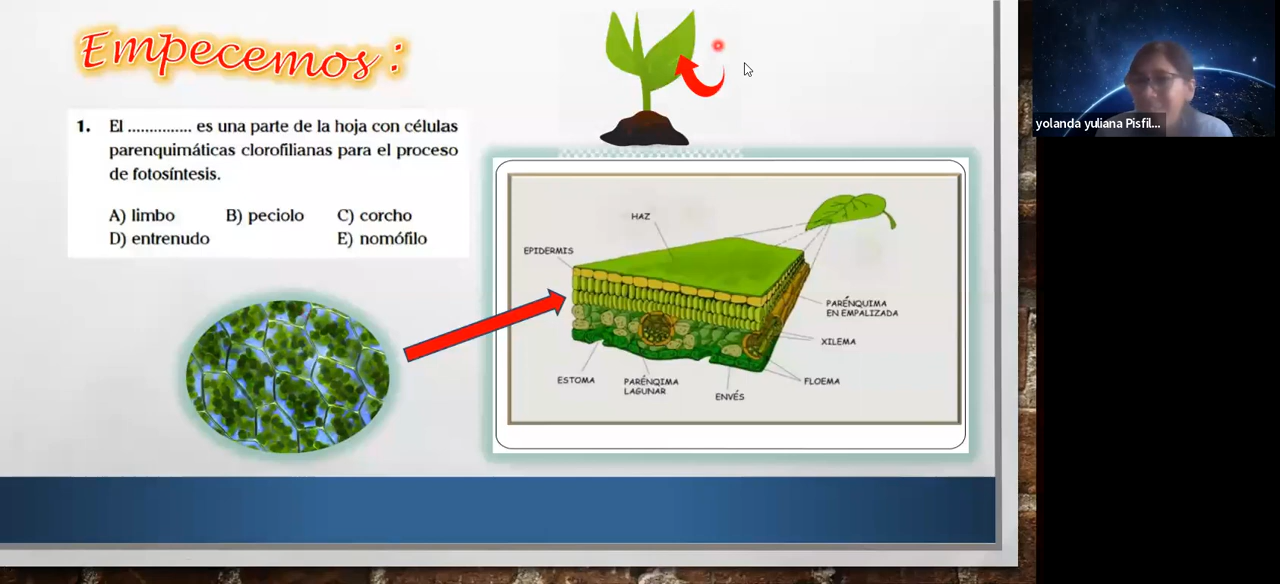 Empecemos :
1. El .............. es una parte de la hoja con células
parenquimáticas clorofilianas para el proceso
de fotosíntesis.
A) limbo B) peciolo C) corcho
D) entrenudo E) nomófilo
HAZ
EPIDERMIS
PARÉNQUIMA
EN EMPALIZADA
XILEMA
FLOEMA
ESTOMA
PARÉNQIMA
LAGUNAR
ENVÉS
yolanda yuliana Pisfil...